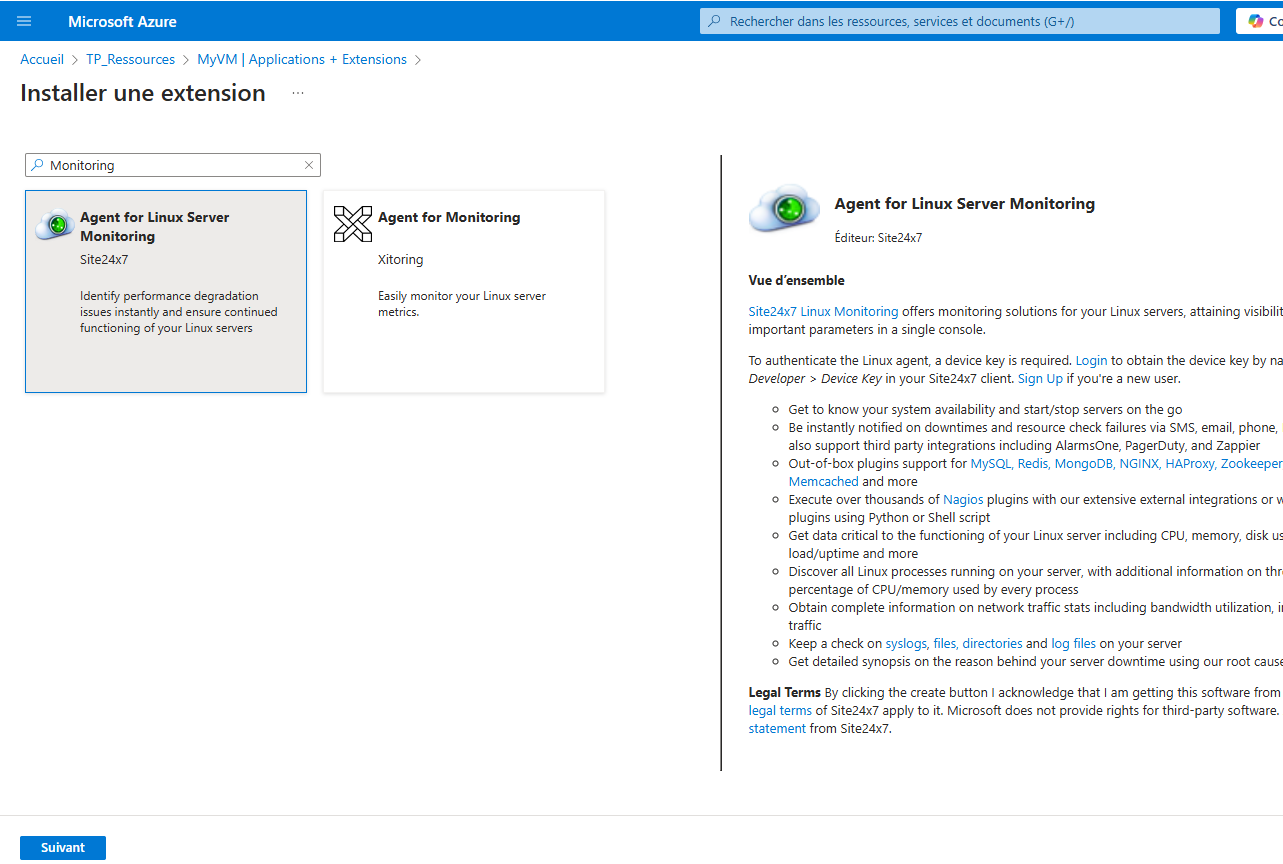 Microsoft Azure
Rechercher dans les ressources, services et documents (G+/)
Co
Accueil > TP_Ressources > MyVM | Applications + Extensions >
Installer une extension ...
Monitoring
Agent for Linux Server
Monitoring
Site24x7
Identify performance degradation
issues instantly and ensure continued
functioning of your Linux servers
Agent for Monitoring
Xitoring
Easily monitor your Linux server
metrics.
Agent for Linux Server Monitoring
Éditeur: Site24x7
Vue d’ensemble
Site24x7 Linux Monitoring offers monitoring solutions for your Linux servers, attaining visibilit
important parameters in a single console.
To authenticate the Linux agent, a device key is required. Login to obtain the device key by na
Developer > Device Key in your Site24x7 client. Sign Up if you're a new user.
Get to know your system availability and start/stop servers on the go
Be instantly notified on downtimes and resource check failures via SMS, email, phone,
also support third party integrations including AlarmsOne, PagerDuty, and Zappier
Out-of-box plugins support for MySQL, Redis, MongoDB, NGINX, HAProxy, Zookeeper
Memcached and more
Execute over thousands of Nagios plugins with our extensive external integrations or w
plugins using Python or Shell script
Get data critical to the functioning of your Linux server including CPU, memory, disk us
load/uptime and more
Discover all Linux processes running on your server, with additional information on thr
percentage of CPU/memory used by every process
Obtain complete information on network traffic stats including bandwidth utilization, i
traffic
Keep a check on syslogs, files, directories and log files on your server
Get detailed synopsis on the reason behind your server downtime using our root cause
Legal Terms By clicking the create button I acknowledge that I am getting this software from
legal terms of Site24x7 apply to it. Microsoft does not provide rights for third-party software.
statement from Site24x7.
Suivant